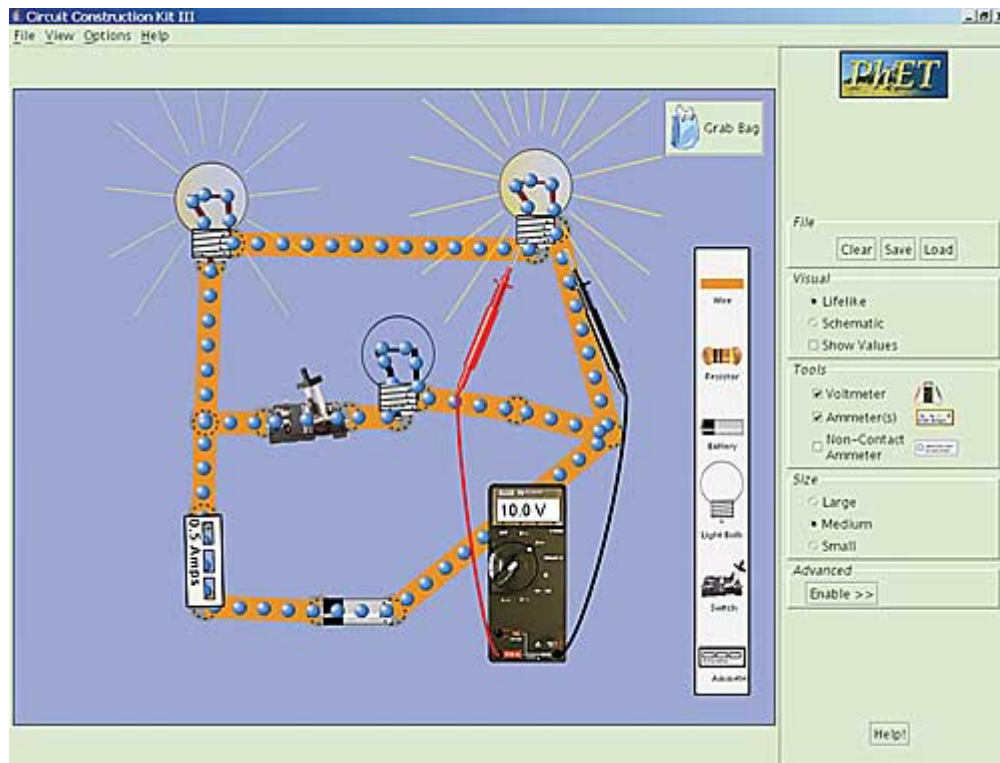 Circuit Construction Kit III
File View Options Help
PhET
Grab Bag
File
Clear Save Load
Visual
Lifelike
Schematic
Show Values
Tools
Voltmeter
Ammeter(s)
Non-Contact
Ammeter
Size
Large
Medium
Small
Advanced
Enable >>
Help!
Wire
Resistor
Battery
Light Bulb
Switch
10.0 V
0.5 Amps